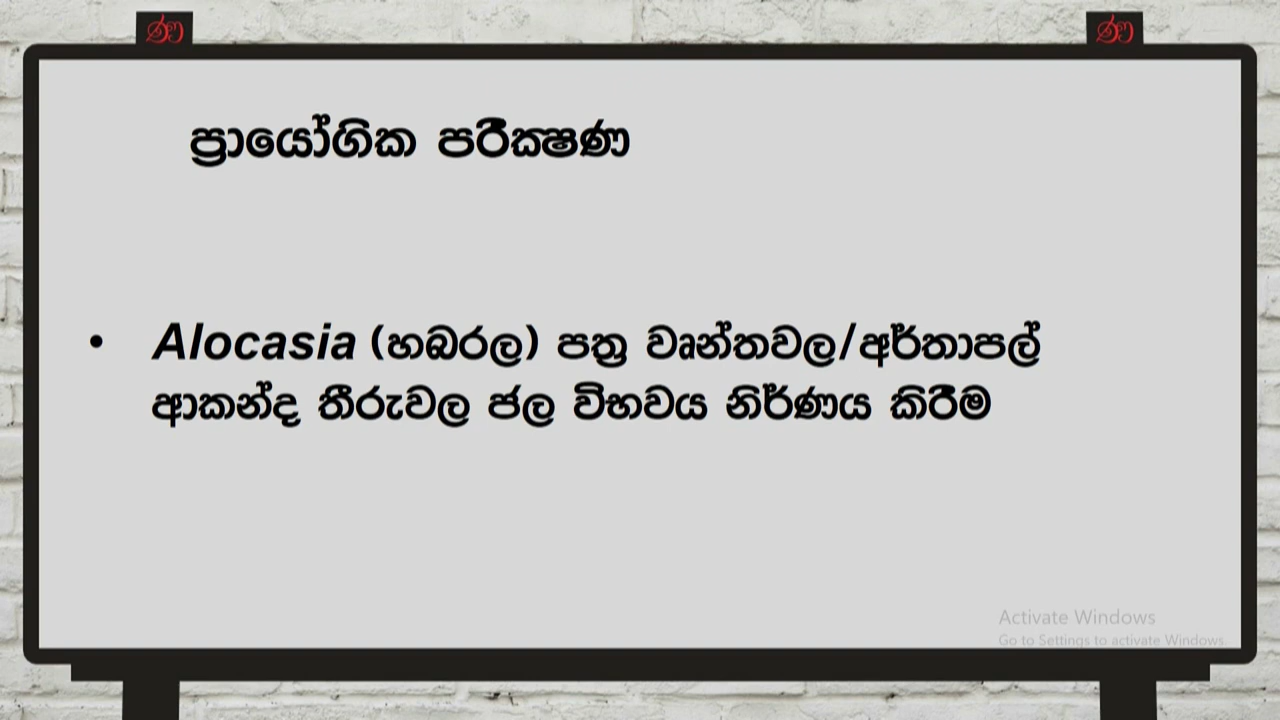 ණ ණ
ප්‍රායෝගික පරීක්ෂණ
• Alocasia (හබරල) පත්‍ර වෘන්තවල/අර්තාපල්
ආකන්ද තීරුවල ජල විභවය නිර්ණය කිරීම
Activate Windows
Go to Settings to activate Windows.